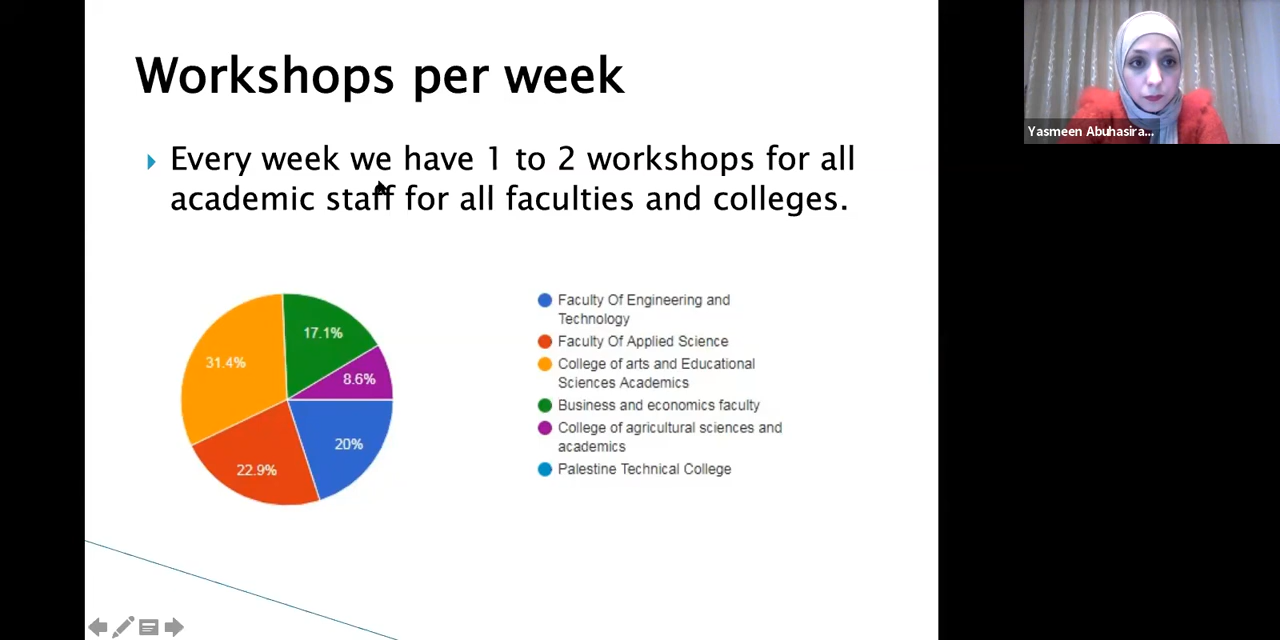 Workshops per week
Every week we have 1 to 2 workshops for all
academic staff for all faculties and colleges.
17.1%
31.4%
8.6%
20%
22.9%
Faculty Of Engineering and
Technology
Faculty Of Applied Science
College of arts and Educational
Sciences Academics
Business and economics faculty
College of agricultural sciences and
academics
Palestine Technical College
Yasmeen Abuhasira...